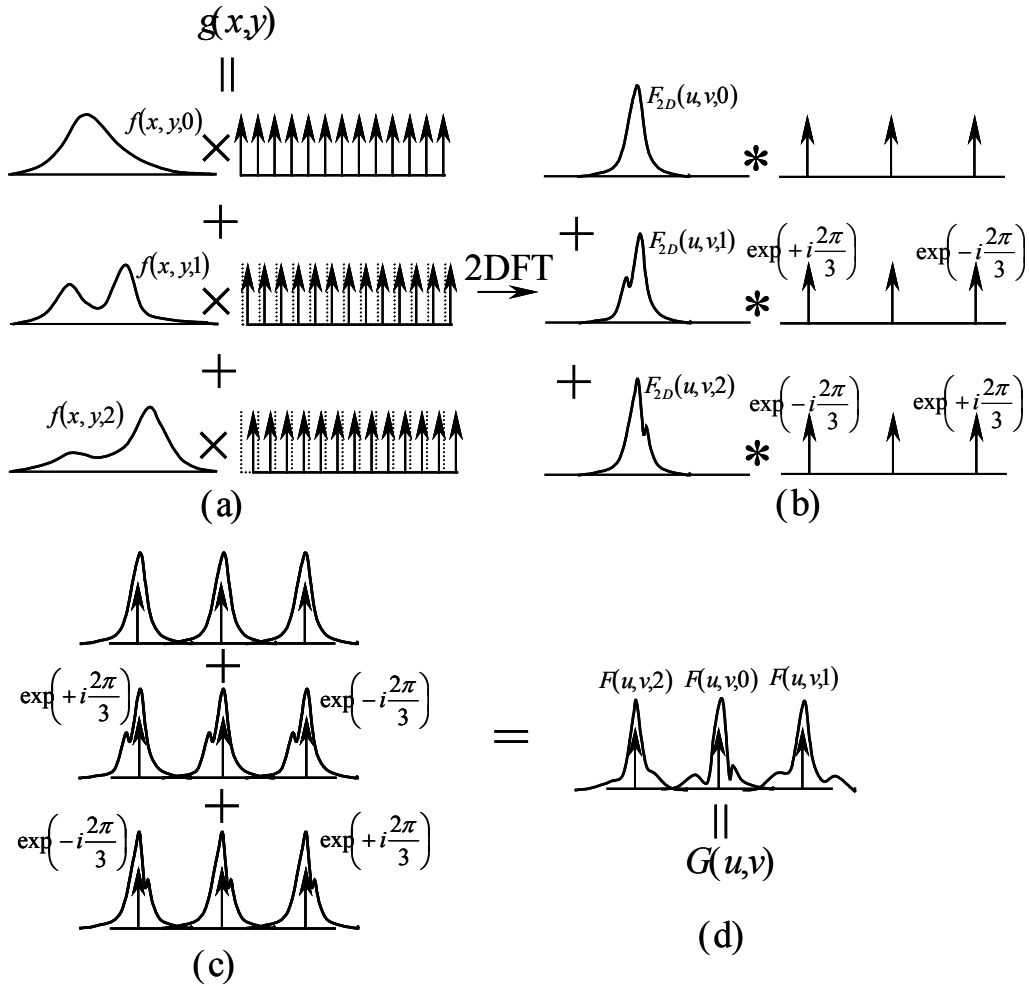 g(x,y)
=
f(x, y,0)
×
F2D(u,v,0)
*
+
+
f(x, y,1)
×
2DFT
F2D(u,v,1)
exp(+i2π/3)
exp(−i2π/3)
*
+
+
f(x, y,2)
×
F2D(u,v,2)
exp(−i2π/3)
exp(+i2π/3)
*
(a)
(b)
+
exp(+i2π/3)
exp(−i2π/3)
+
exp(−i2π/3)
exp(+i2π/3)
(c)
=
F(u,v,2) F(u,v,0) F(u,v,1)
=
G(u,v)
(d)